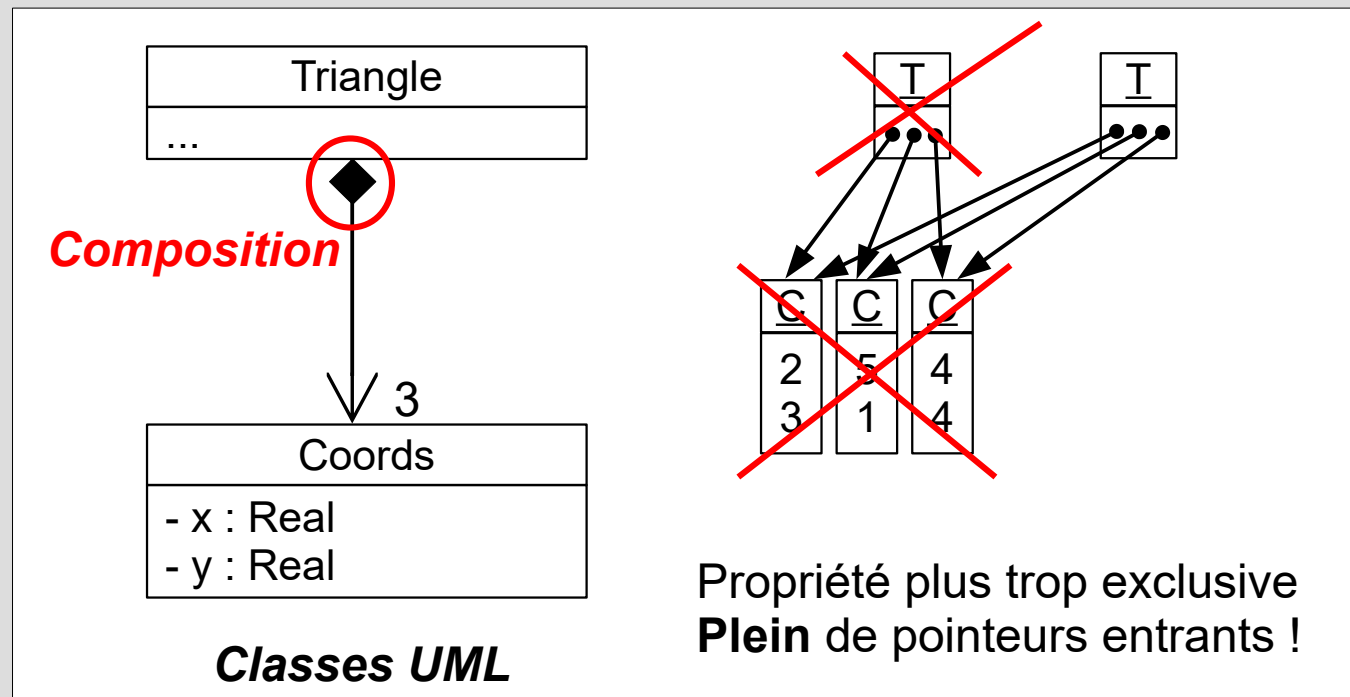 Triangle
...
Composition
3
Coords
- x : Real
- y : Real
Classes UML
T
T
C
C
C
2
5
4
3
1
4
Propriété plus trop exclusive
Plein de pointeurs entrants !